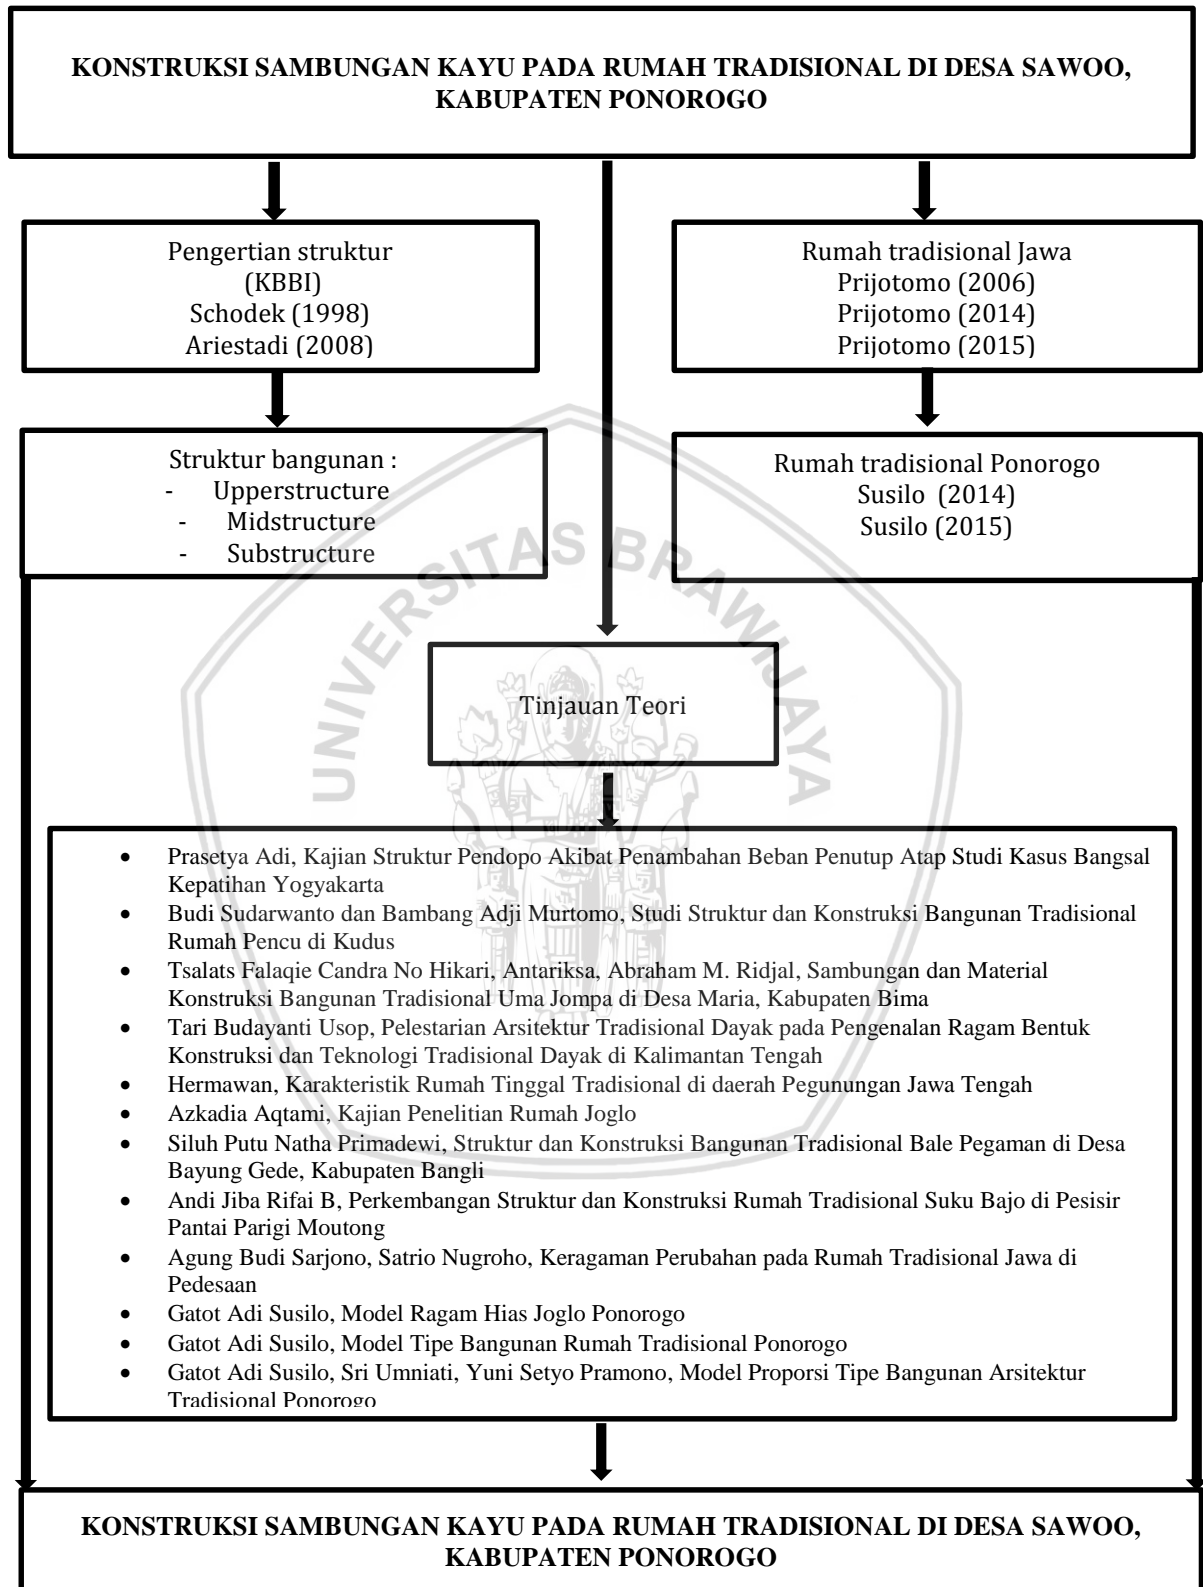 KONSTRUKSI SAMBUNGAN KAYU PADA RUMAH TRADISIONAL DI DESA SAWOO,
KABUPATEN PONOROGO
Pengertian struktur
(KBBI)
Schodek (1998)
Ariestadi (2008)
Rumah tradisional Jawa
Prijotomo (2006)
Prijotomo (2014)
Prijotomo (2015)
Struktur bangunan :
- Upperstructure
- Midstructure
- Substructure
Rumah tradisional Ponorogo
Susilo (2014)
Susilo (2015)
UNIVERSITAS BRAWIJAYA
Tinjauan Teori
• Prasetya Adi, Kajian Struktur Pendopo Akibat Penambahan Beban Penutup Atap Studi Kasus Bangsal
Kepatihan Yogyakarta
• Budi Sudarwanto dan Bambang Adji Murtomo, Studi Struktur dan Konstruksi Bangunan Tradisional
Rumah Pencu di Kudus
• Tsalats Falaqie Candra No Hikari, Antariksa, Abraham M. Ridjal, Sambungan dan Material
Konstruksi Bangunan Tradisional Uma Jompa di Desa Maria, Kabupaten Bima
• Tari Budayanti Usop, Pelestarian Arsitektur Tradisional Dayak pada Pengenalan Ragam Bentuk
Konstruksi dan Teknologi Tradisional Dayak di Kalimantan Tengah
• Hermawan, Karakteristik Rumah Tinggal Tradisional di daerah Pegunungan Jawa Tengah
• Azkadia Aqtami, Kajian Penelitian Rumah Joglo
• Siluh Putu Natha Primadewi, Struktur dan Konstruksi Bangunan Tradisional Bale Pegaman di Desa
Bayung Gede, Kabupaten Bangli
• Andi Jiba Rifai B, Perkembangan Struktur dan Konstruksi Rumah Tradisional Suku Bajo di Pesisir
Pantai Parigi Moutong
• Agung Budi Sarjono, Satrio Nugroho, Keragaman Perubahan pada Rumah Tradisional Jawa di
Pedesaan
• Gatot Adi Susilo, Model Ragam Hias Joglo Ponorogo
• Gatot Adi Susilo, Model Tipe Bangunan Rumah Tradisional Ponorogo
• Gatot Adi Susilo, Sri Umniati, Yuni Setyo Pramono, Model Proporsi Tipe Bangunan Arsitektur
Tradisional Ponorogo
KONSTRUKSI SAMBUNGAN KAYU PADA RUMAH TRADISIONAL DI DESA SAWOO,
KABUPATEN PONOROGO